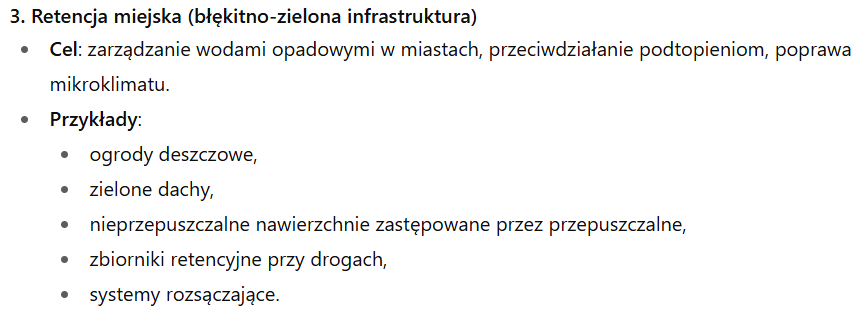 3. Retencja miejska (błękitno-zielona infrastruktura)
• Cel: zarządzanie wodami opadowymi w miastach, przeciwdziałanie podtopieniom, poprawa
mikroklimatu.
• Przykłady:
• ogrody deszczowe,
• zielone dachy,
• nieprzepuszczalne nawierzchnie zastępowane przez przepuszczalne,
• zbiorniki retencyjne przy drogach,
• systemy rozsączające.